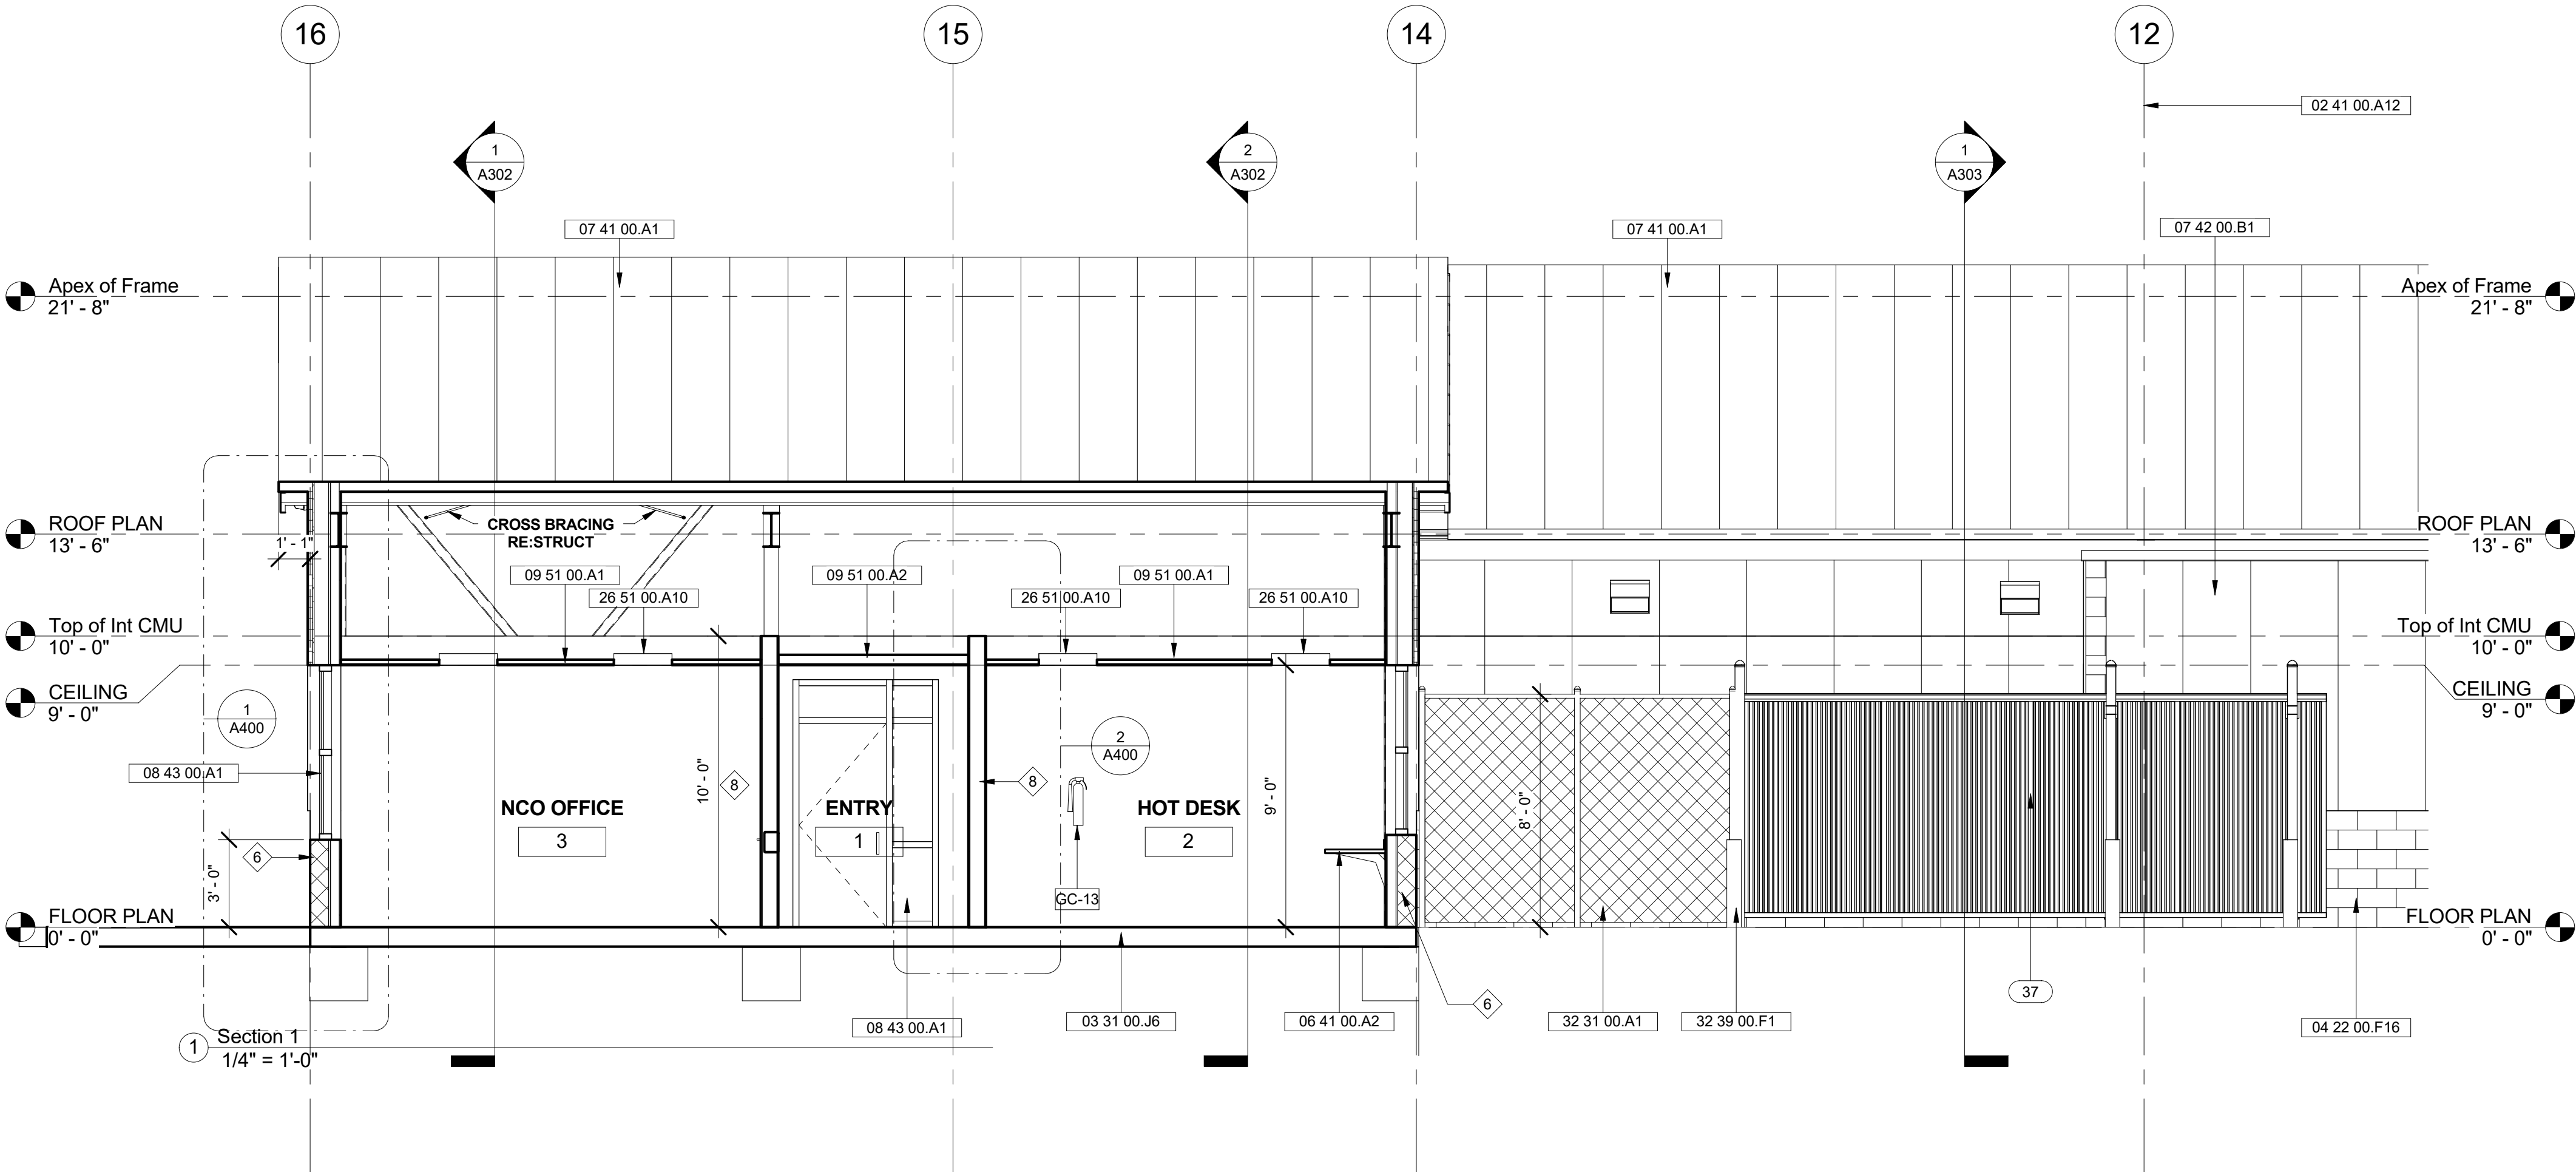 16
15
14
12
02 41 00.A12
1
A302
2
A302
1
A303
07 41 00.A1
07 41 00.A1
07 42 00.B1
Apex of Frame
21' - 8"
Apex of Frame
21' - 8"
ROOF PLAN
13' - 6"
1' - 1"
CROSS BRACING
RE:STRUCT
ROOF PLAN
13' - 6"
09 51 00.A1
09 51 00.A2
09 51 00.A1
26 51 00.A10
26 51 00.A10
26 51 00.A10
Top of Int CMU
10' - 0"
Top of Int CMU
10' - 0"
CEILING
9' - 0"
CEILING
9' - 0"
1
A400
2
A400
08 43 00.A1
10' - 0"
8
8
9' - 0"
8' - 0"
NCO OFFICE
3
ENTRY
1
HOT DESK
2
6
3' - 0"
GC-13
FLOOR PLAN
0' - 0"
FLOOR PLAN
0' - 0"
37
6
08 43 00.A1
03 31 00.J6
06 41 00.A2
32 31 00.A1
32 39 00.F1
04 22 00.F16
1
Section 1
1/4" = 1'-0"